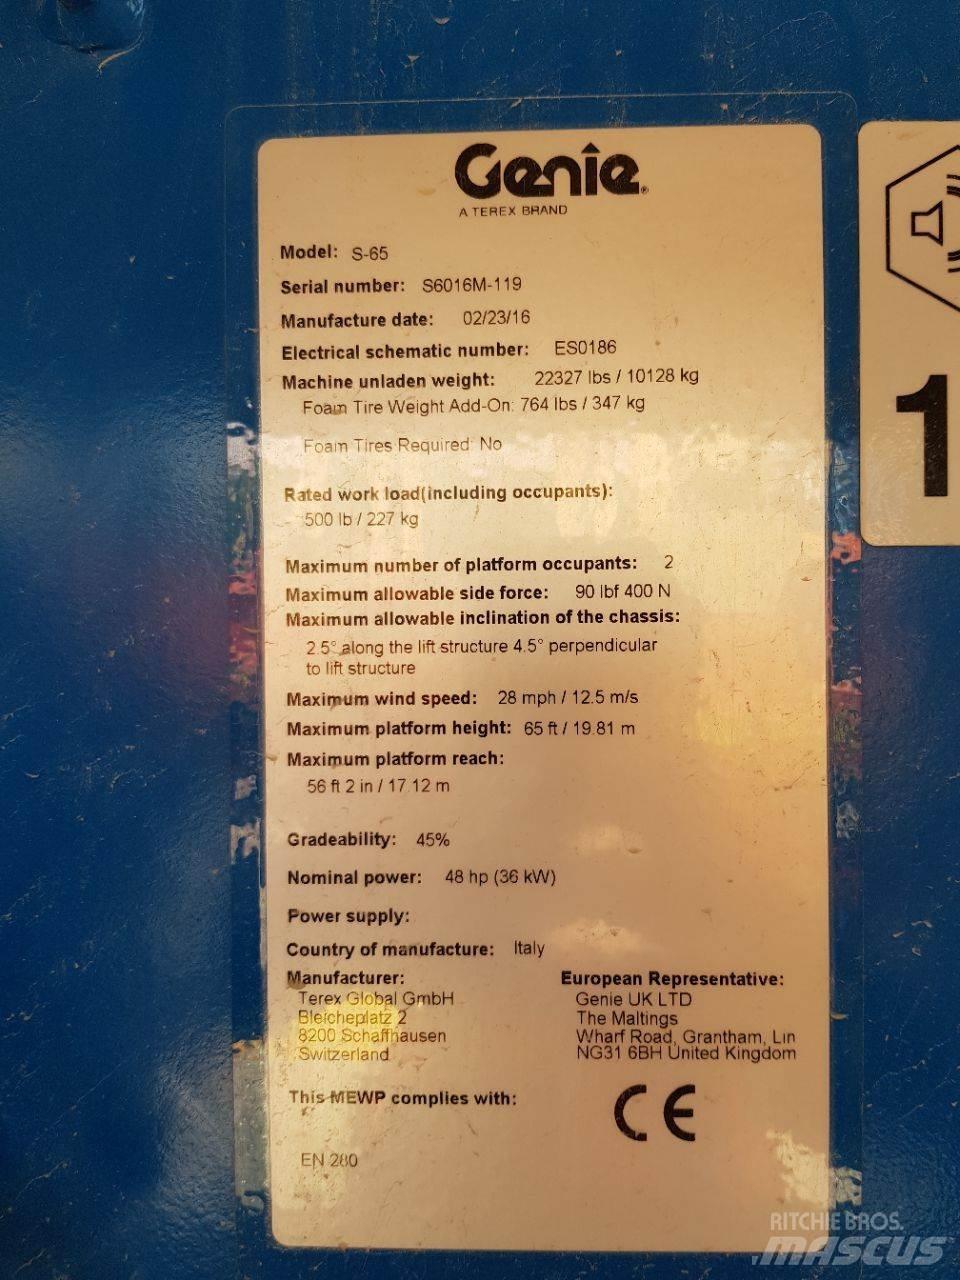 Genie
A TEREX BRAND
Model: S-65
Serial number: S6016M-119
Manufacture date: 02/23/16
Electrical schematic number: ES0186
Machine unladen weight: 22327 lbs / 10128 kg
Foam Tire Weight Add-On: 764 lbs / 347 kg
Foam Tires Required: No
Rated work load(including occupants):
500 lb / 227 kg
Maximum number of platform occupants: 2
Maximum allowable side force: 90 lbf 400 N
Maximum allowable inclination of the chassis:
2.5° along the lift structure 4.5° perpendicular
to lift structure
Maximum wind speed: 28 mph / 12.5 m/s
Maximum platform height: 65 ft / 19.81 m
Maximum platform reach:
56 ft 2 in / 17.12 m
Gradeability: 45%
Nominal power: 48 hp (36 kW)
Power supply:
Country of manufacture: Italy
Manufacturer:
Terex Global GmbH
Bleicheplatz 2
8200 Schaffhausen
Switzerland
European Representative:
Genie UK LTD
The Maltings
Wharf Road, Grantham, Lin
NG31 6BH United Kingdom
This MEWP complies with:
CE
EN 280
1
RITCHIE BROS.
MASCUS